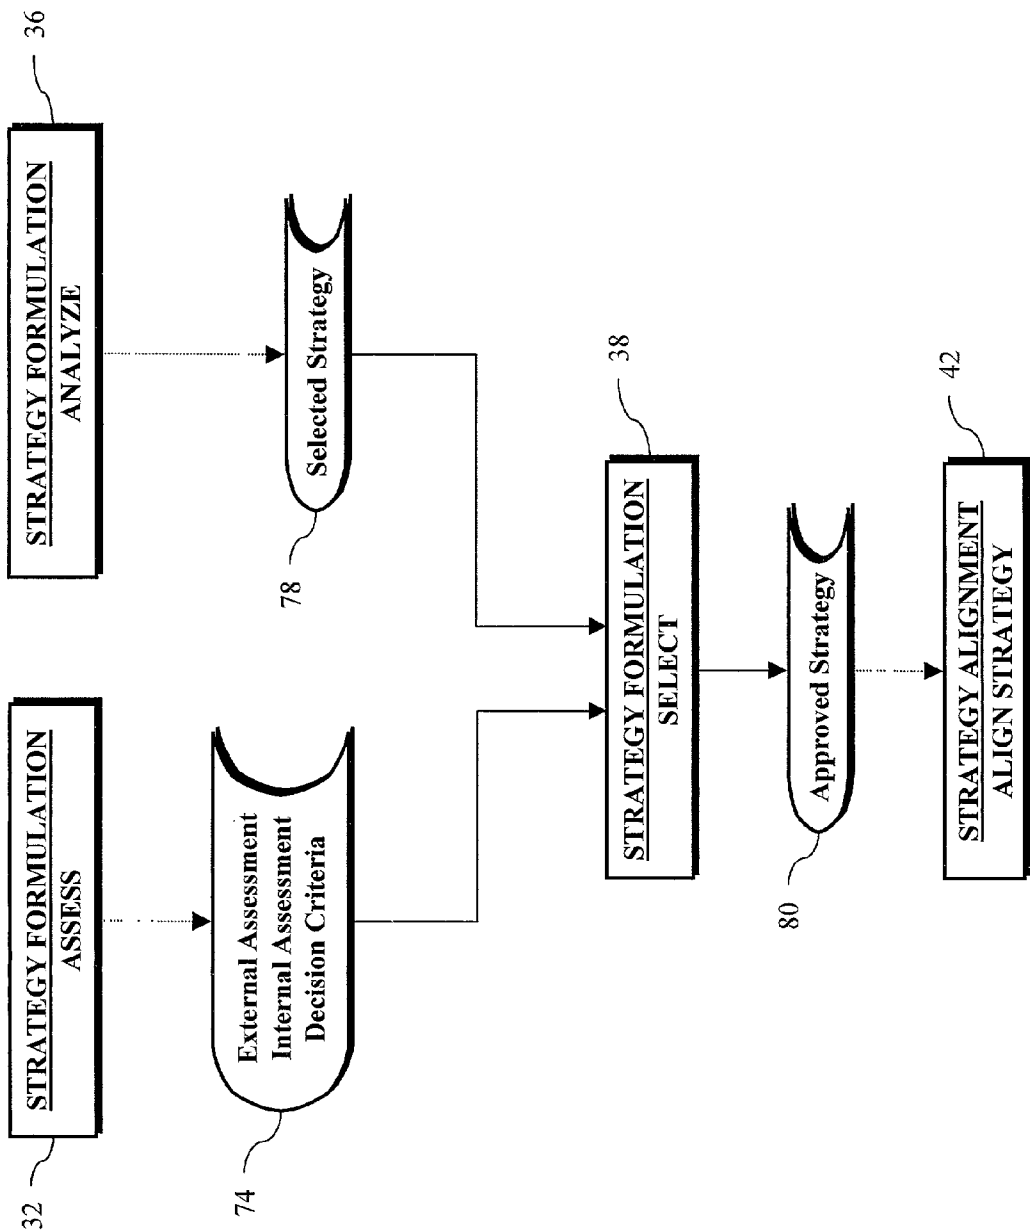 STRATEGY FORMULATION
ASSESS
32
STRATEGY FORMULATION
ANALYZE
36
External Assessment
Internal Assessment
Decision Criteria
74
Selected Strategy
78
STRATEGY FORMULATION
SELECT
38
Approved Strategy
80
STRATEGY ALIGNMENT
ALIGN STRATEGY
42